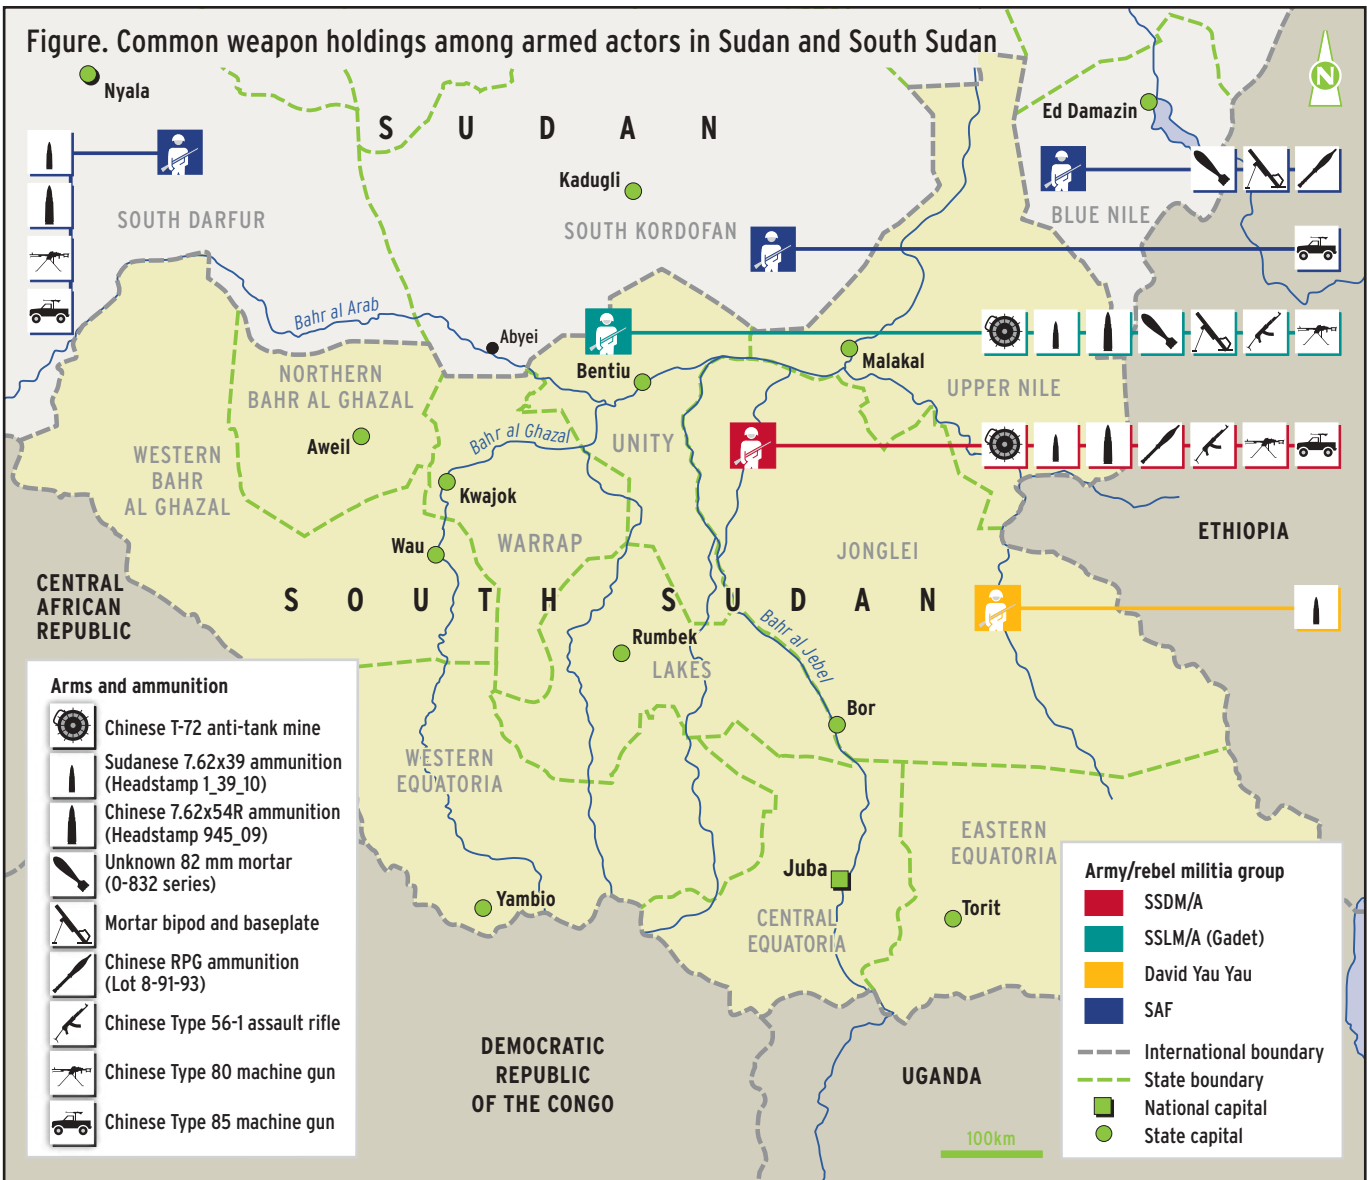 Figure. Common weapon holdings among armed actors in Sudan and South Sudan
Nyala
N
Ed Damazin
SUDAN
Kadugli
SOUTH DARFUR
SOUTH KORDOFAN
BLUE NILE
Bahr al Arab
Abyei
Bentiu
Malakal
NORTHERN
BAHR AL GHAZAL
UPPER NILE
Aweil
Bahr al Ghazal
UNITY
WESTERN
BAHR
AL GHAZAL
Kwajok
Wau
WARRAP
JONGLEI
ETHIOPIA
CENTRAL
AFRICAN
REPUBLIC
SOUTH SUDAN
Rumbek
LAKES
Bahr al Jebel
Bor
WESTERN
EQUATORIA
EASTERN
EQUATORIA
Juba
Yambio
CENTRAL
EQUATORIA
Torit
DEMOCRATIC
REPUBLIC
OF THE CONGO
UGANDA
100km
Arms and ammunition
Chinese T-72 anti-tank mine
Sudanese 7.62x39 ammunition
(Headstamp 1_39_10)
Chinese 7.62x54R ammunition
(Headstamp 945_09)
Unknown 82 mm mortar
(0-832 series)
Mortar bipod and baseplate
Chinese RPG ammunition
(Lot 8-91-93)
Chinese Type 56-1 assault rifle
Chinese Type 80 machine gun
Chinese Type 85 machine gun
Army/rebel militia group
SSDM/A
SSLM/A (Gadet)
David Yau Yau
SAF
International boundary
State boundary
National capital
State capital